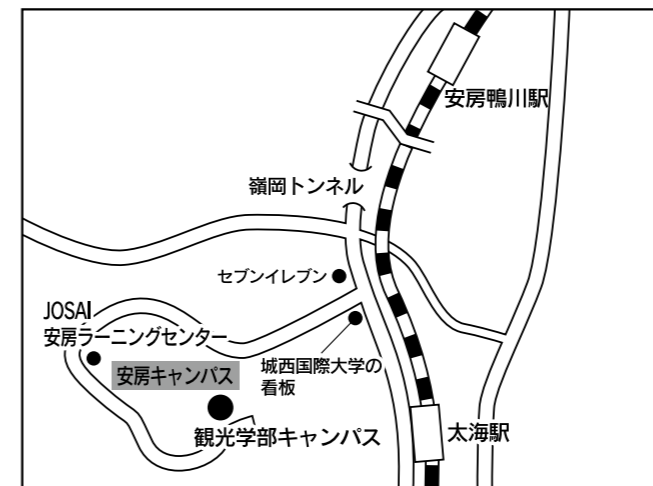 安房鴨川駅
嶺岡トンネル
セブンイレブン
JOSAI
安房ラーニングセンター
安房キャンパス
城西国際大学の
看板
観光学部キャンパス
太海駅